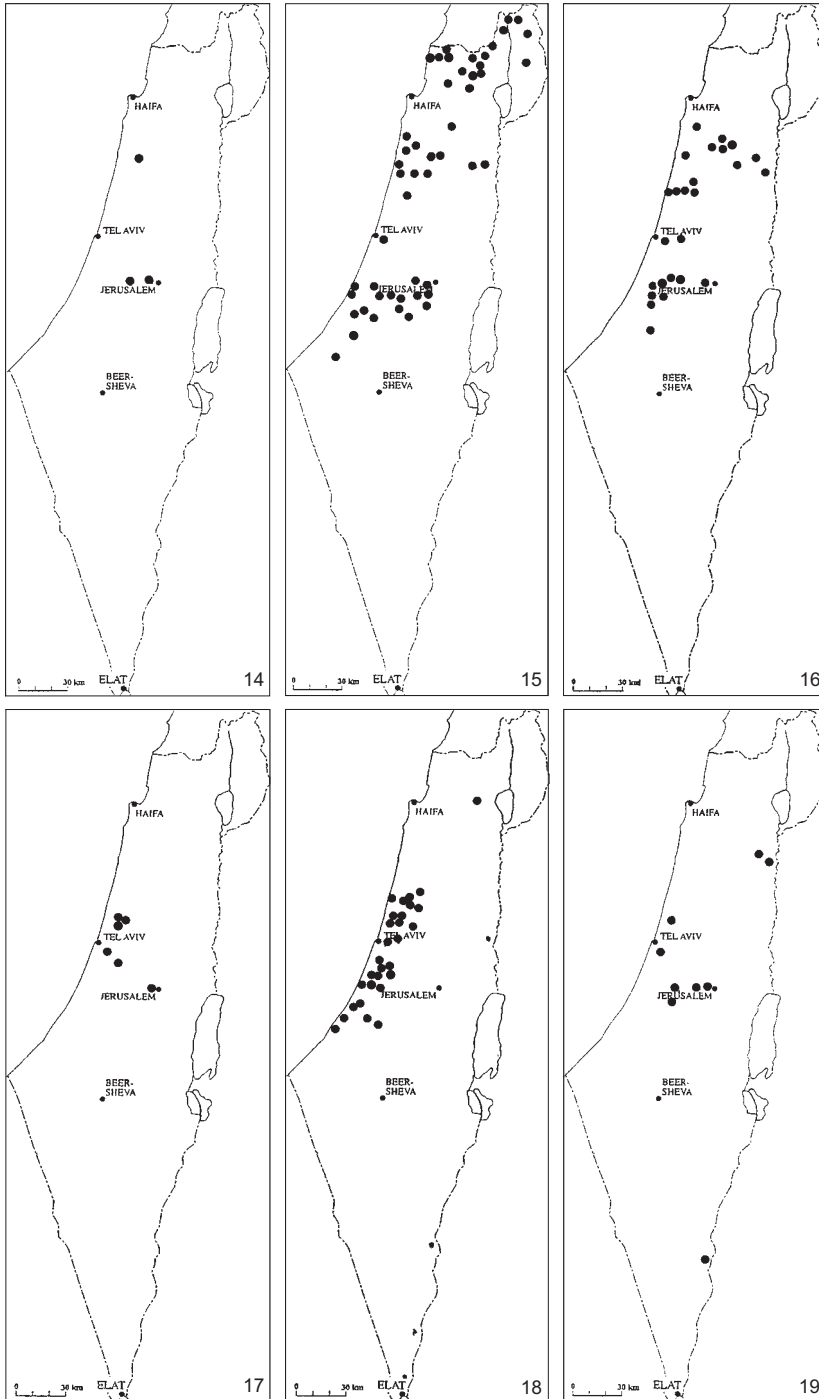 HAIFA
TEL AVIV
JERUSALEM
BEER-
SHEVA
ELAT
0 30 km
14
HAIFA
TEL AVIV
JERUSALEM
BEER-
SHEVA
ELAT
0 30 km
15
HAIFA
TEL AVIV
JERUSALEM
BEER-
SHEVA
ELAT
0 30 km
16
HAIFA
TEL AVIV
JERUSALEM
BEER-
SHEVA
ELAT
0 30 km
17
HAIFA
TEL AVIV
JERUSALEM
BEER-
SHEVA
ELAT
0 30 km
18
HAIFA
TEL AVIV
JERUSALEM
BEER-
SHEVA
ELAT
0 30 km
19